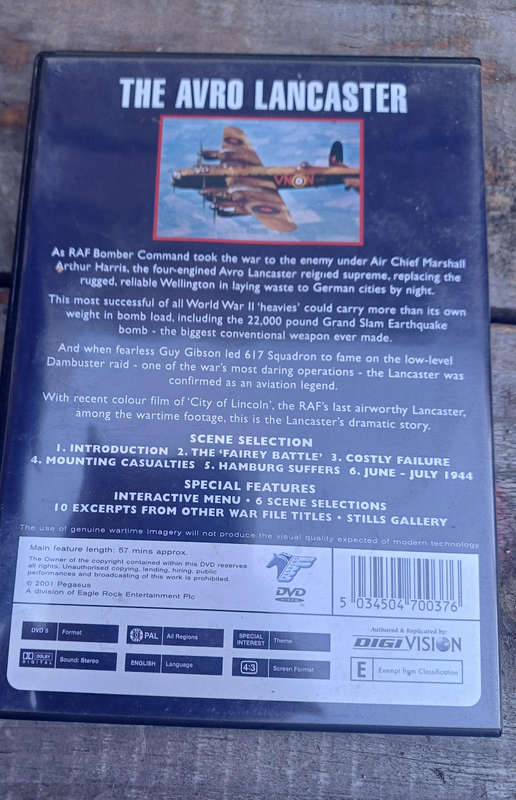 THE AVRO LANCASTER
As RAF Bomber Command took the war to the enemy under Air Chief Marshall
Arthur Harris, the four-engined Avro Lancaster reigned supreme, replacing the
rugged, reliable Wellington in laying waste to German cities by night.
This most successful of all World War II 'heavies' could carry more than its own
weight in bomb load, including the 22,000 pound Grand Slam Earthquake
bomb - the biggest conventional weapon ever made.
And when fearless Guy Gibson led 617 Squadron to fame on the low-level
Dambuster raid - one of the war's most daring operations - the Lancaster was
confirmed as an aviation legend.
With recent colour film of 'City of Lincoln', the RAF's last airworthy Lancaster,
among the wartime footage, this is the Lancaster's dramatic story.
SCENE SELECTION
1. INTRODUCTION 2. THE 'FAIREY BATTLE' 3. COSTLY FAILURE
4. MOUNTING CASUALTIES 5. HAMBURG SUFFERS 6. JUNE - JULY 1944
SPECIAL FEATURES
INTERACTIVE MENU • 6 SCENE SELECTIONS
10 EXCERPTS FROM OTHER WAR FILE TITLES • STILLS GALLERY
The use of genuine wartime imagery will not produce the visual quality expected of modern technology
Main feature length: 57 mins approx.
The Owner of the copyright contained within this DVD reserves
all rights. Unauthorised copying, lending, hiring, public
performances and broadcasting of this work is prohibited.
© 2001 Pegasus
A division of Eagle Rock Entertainment Plc
DVD
5 034504 700376
DVD 5 Format PAL All Regions SPECIAL INTEREST Theme
DOLBY DIGITAL Sound: Stereo ENGLISH Language 4:3 Screen Format
Authored & Replicated by:
DIGI VISION
E Exempt from Classification